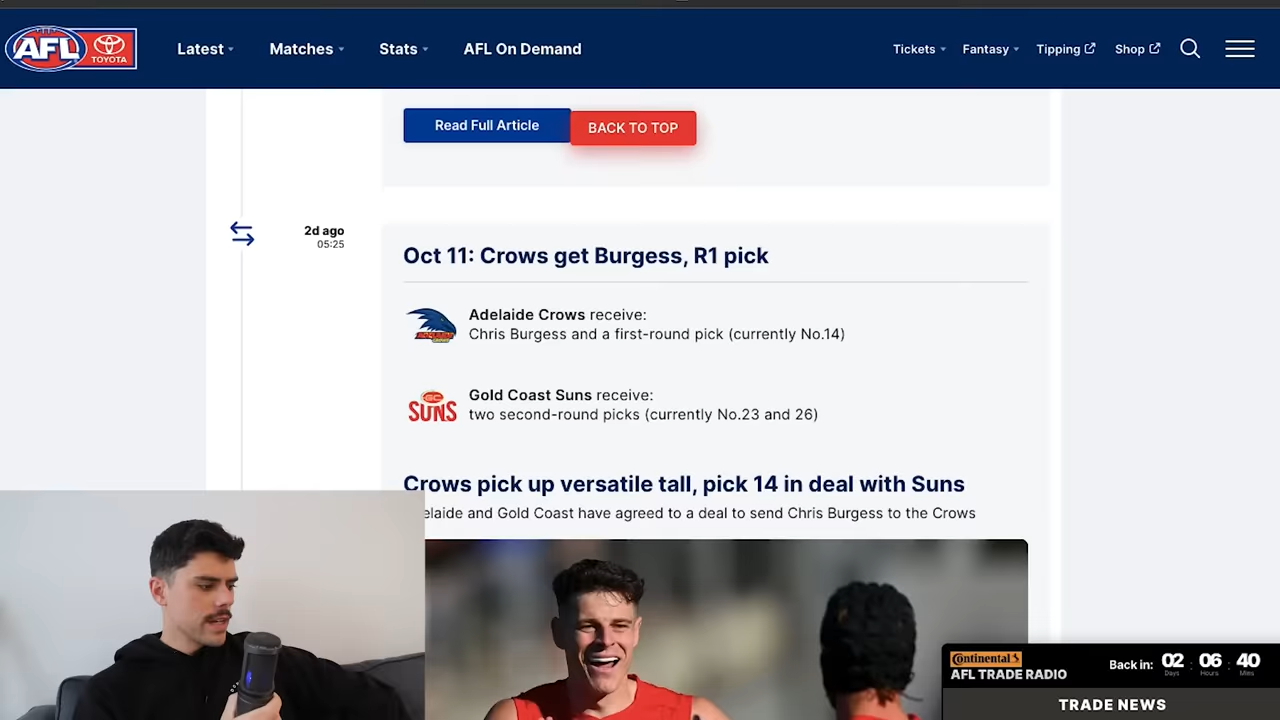 AFL
TOYOTA
Latest
Matches
Stats
AFL On Demand
Tickets
Fantasy
Tipping
Shop
Read Full Article
BACK TO TOP
2d ago
05:25
Oct 11: Crows get Burgess, R1 pick
Adelaide Crows receive:
Chris Burgess and a first-round pick (currently No.14)
GC
SUNS
Gold Coast Suns receive:
two second-round picks (currently No.23 and 26)
Crows pick up versatile tall, pick 14 in deal with Suns
elaide and Gold Coast have agreed to a deal to send Chris Burgess to the Crows
Continental
AFL TRADE RADIO
Back in:
02
06
40
Days
Hours
Mins
TRADE NEWS